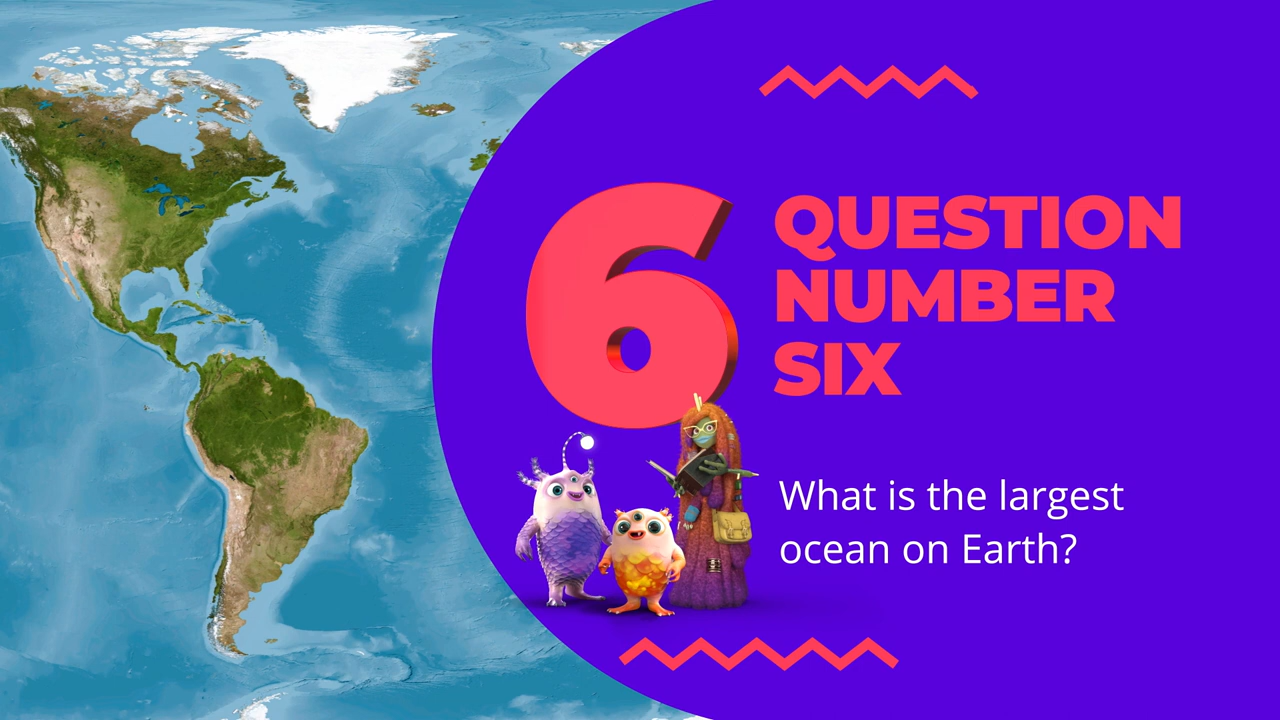 6
QUESTION
NUMBER
SIX
What is the largest
ocean on Earth?